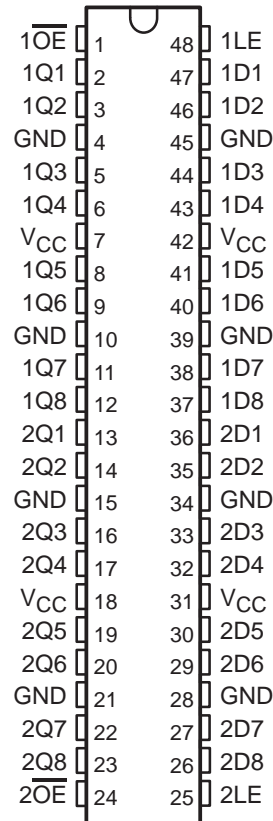 1O̅E̅ 1 48 1LE
1Q1 2 47 1D1
1Q2 3 46 1D2
GND 4 45 GND
1Q3 5 44 1D3
1Q4 6 43 1D4
VCC 7 42 VCC
1Q5 8 41 1D5
1Q6 9 40 1D6
GND 10 39 GND
1Q7 11 38 1D7
1Q8 12 37 1D8
2Q1 13 36 2D1
2Q2 14 35 2D2
GND 15 34 GND
2Q3 16 33 2D3
2Q4 17 32 2D4
VCC 18 31 VCC
2Q5 19 30 2D5
2Q6 20 29 2D6
GND 21 28 GND
2Q7 22 27 2D7
2Q8 23 26 2D8
2O̅E̅ 24 25 2LE